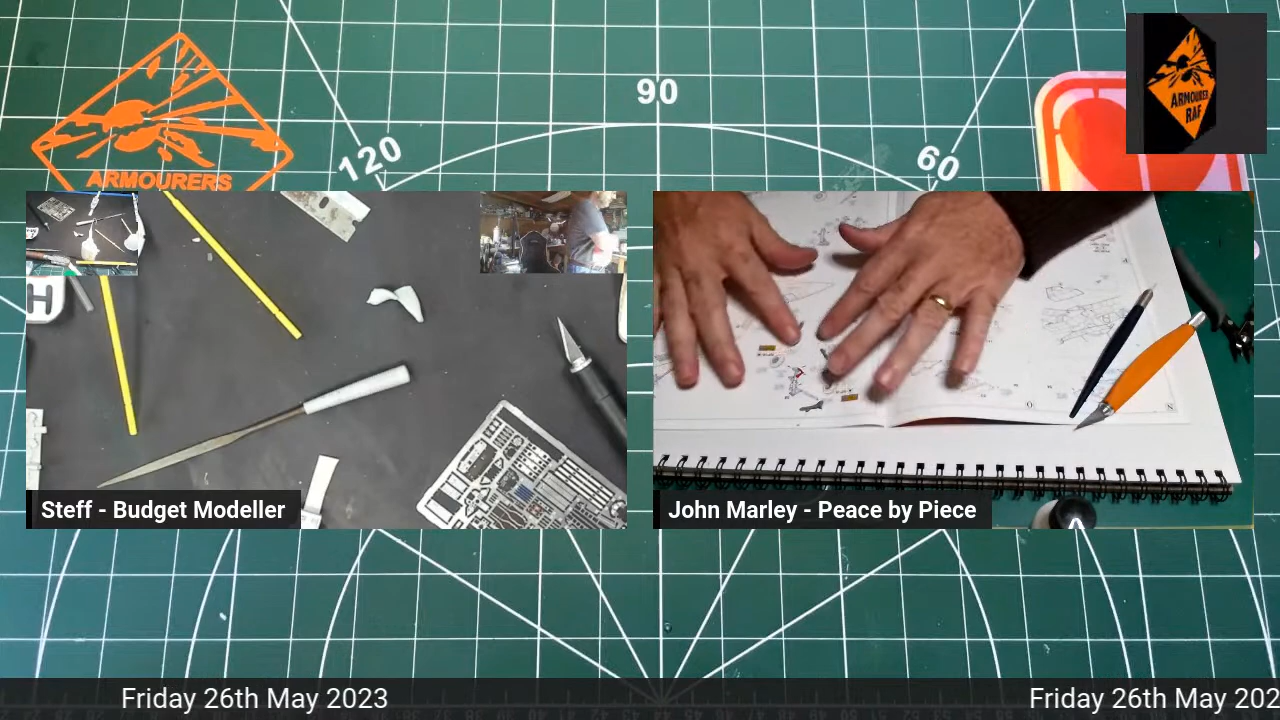 90
120
60
ARMOURERS
ARMOURER
RAF
H
Steff - Budget Modeller
John Marley - Peace by Piece
Friday 26th May 2023
Friday 26th May 202